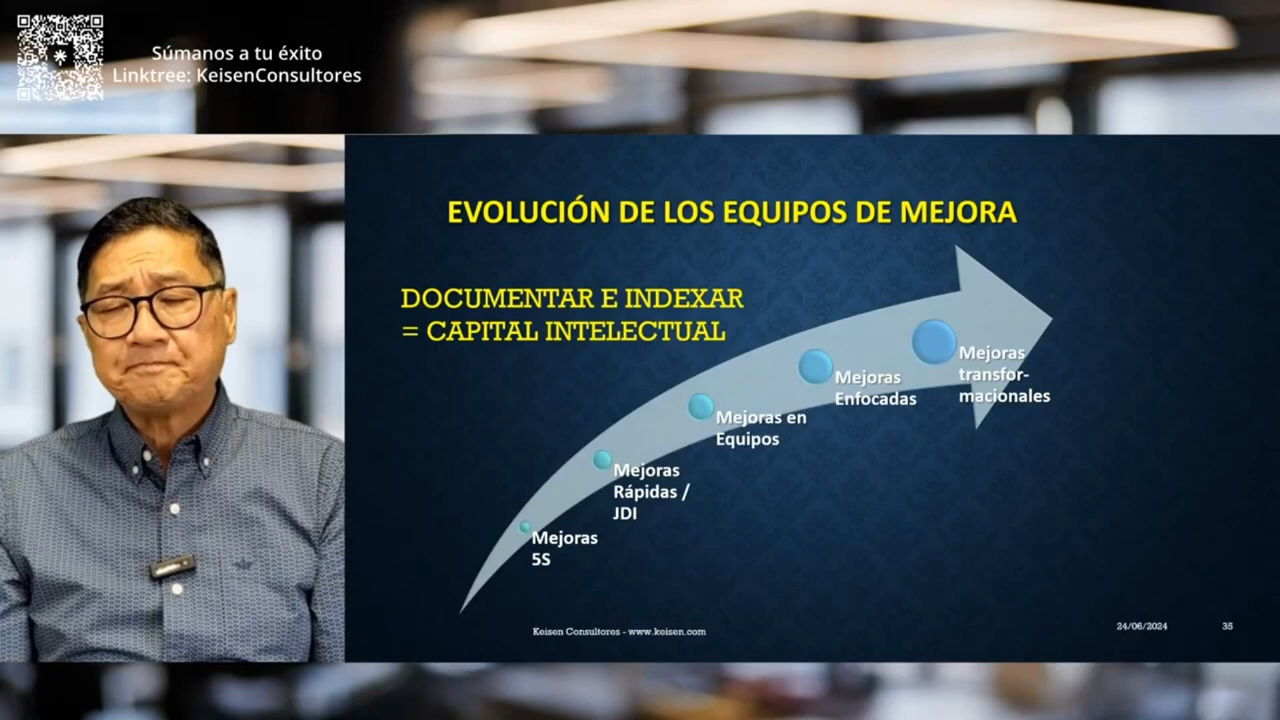 Súmanos a tu éxito
Linktree: KeisenConsultores
EVOLUCIÓN DE LOS EQUIPOS DE MEJORA
DOCUMENTAR E INDEXAR
= CAPITAL INTELECTUAL
Mejoras
transfor-
macionales
Mejoras
Enfocadas
Mejoras en
Equipos
Mejoras
Rápidas /
JDI
Mejoras
5S
Keisen Consultores - www.keisen.com
24/06/2024
35